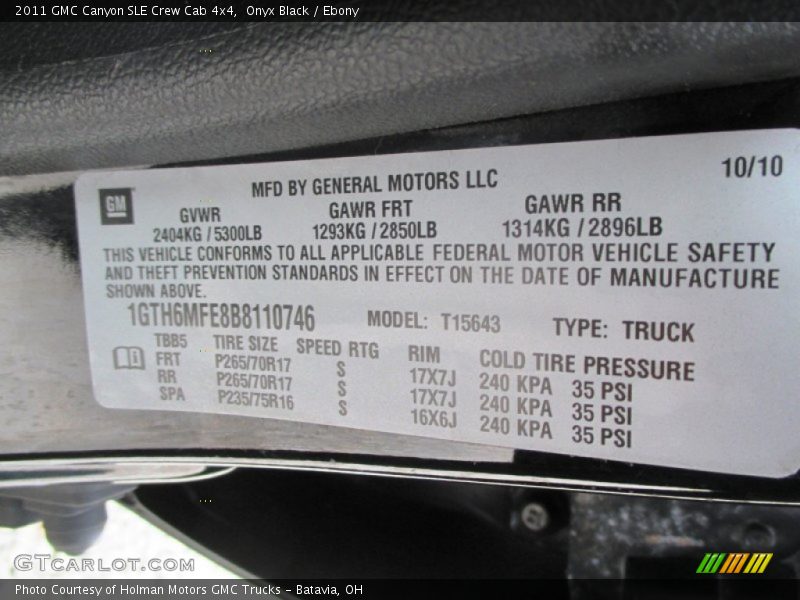 2011 GMC Canyon SLE Crew Cab 4x4,  Onyx Black / Ebony
10/10
GM
MFD BY GENERAL MOTORS LLC
GVWR GAWR FRT GAWR RR
2404KG / 5300LB 1293KG / 2850LB 1314KG / 2896LB
THIS VEHICLE CONFORMS TO ALL APPLICABLE FEDERAL MOTOR VEHICLE SAFETY
AND THEFT PREVENTION STANDARDS IN EFFECT ON THE DATE OF MANUFACTURE
SHOWN ABOVE.
1GTH6MFE8B8110746 MODEL: T15643 TYPE: TRUCK
TBB5 TIRE SIZE SPEED RTG RIM COLD TIRE PRESSURE
FRT P265/70R17 S 17X7J 240 KPA 35 PSI
RR P265/70R17 S 17X7J 240 KPA 35 PSI
SPA P235/75R16 S 16X6J 240 KPA 35 PSI
GTCARLOT.COM
Photo Courtesy of Holman Motors GMC Trucks - Batavia, OH